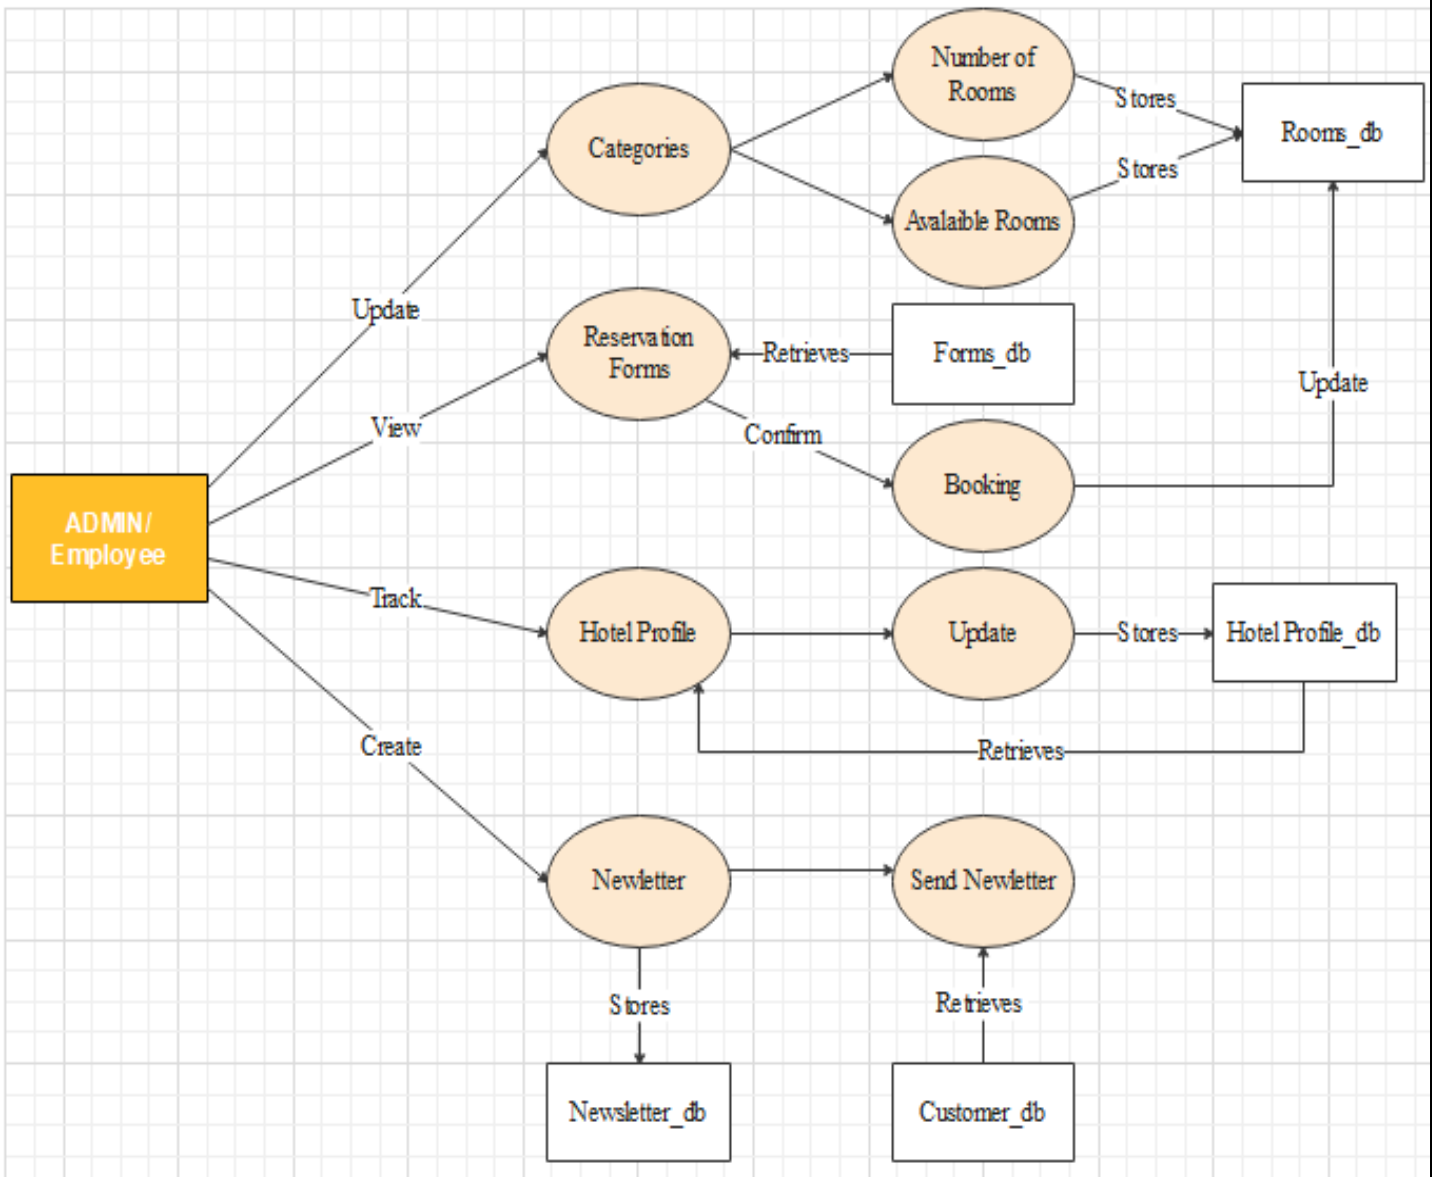 Number of
Rooms
Stores
Rooms_db
Categories
Stores
Avalaible Rooms
Update
Reservation
Forms
Retrieves
Forms_db
Update
View
Confirm
Booking
ADMIN/
Employee
Track
Hotel Profile
Update
Stores
Hotel Profile_db
Create
Retrieves
Newletter
Send Newletter
Stores
Retrieves
Newsletter_db
Customer_db